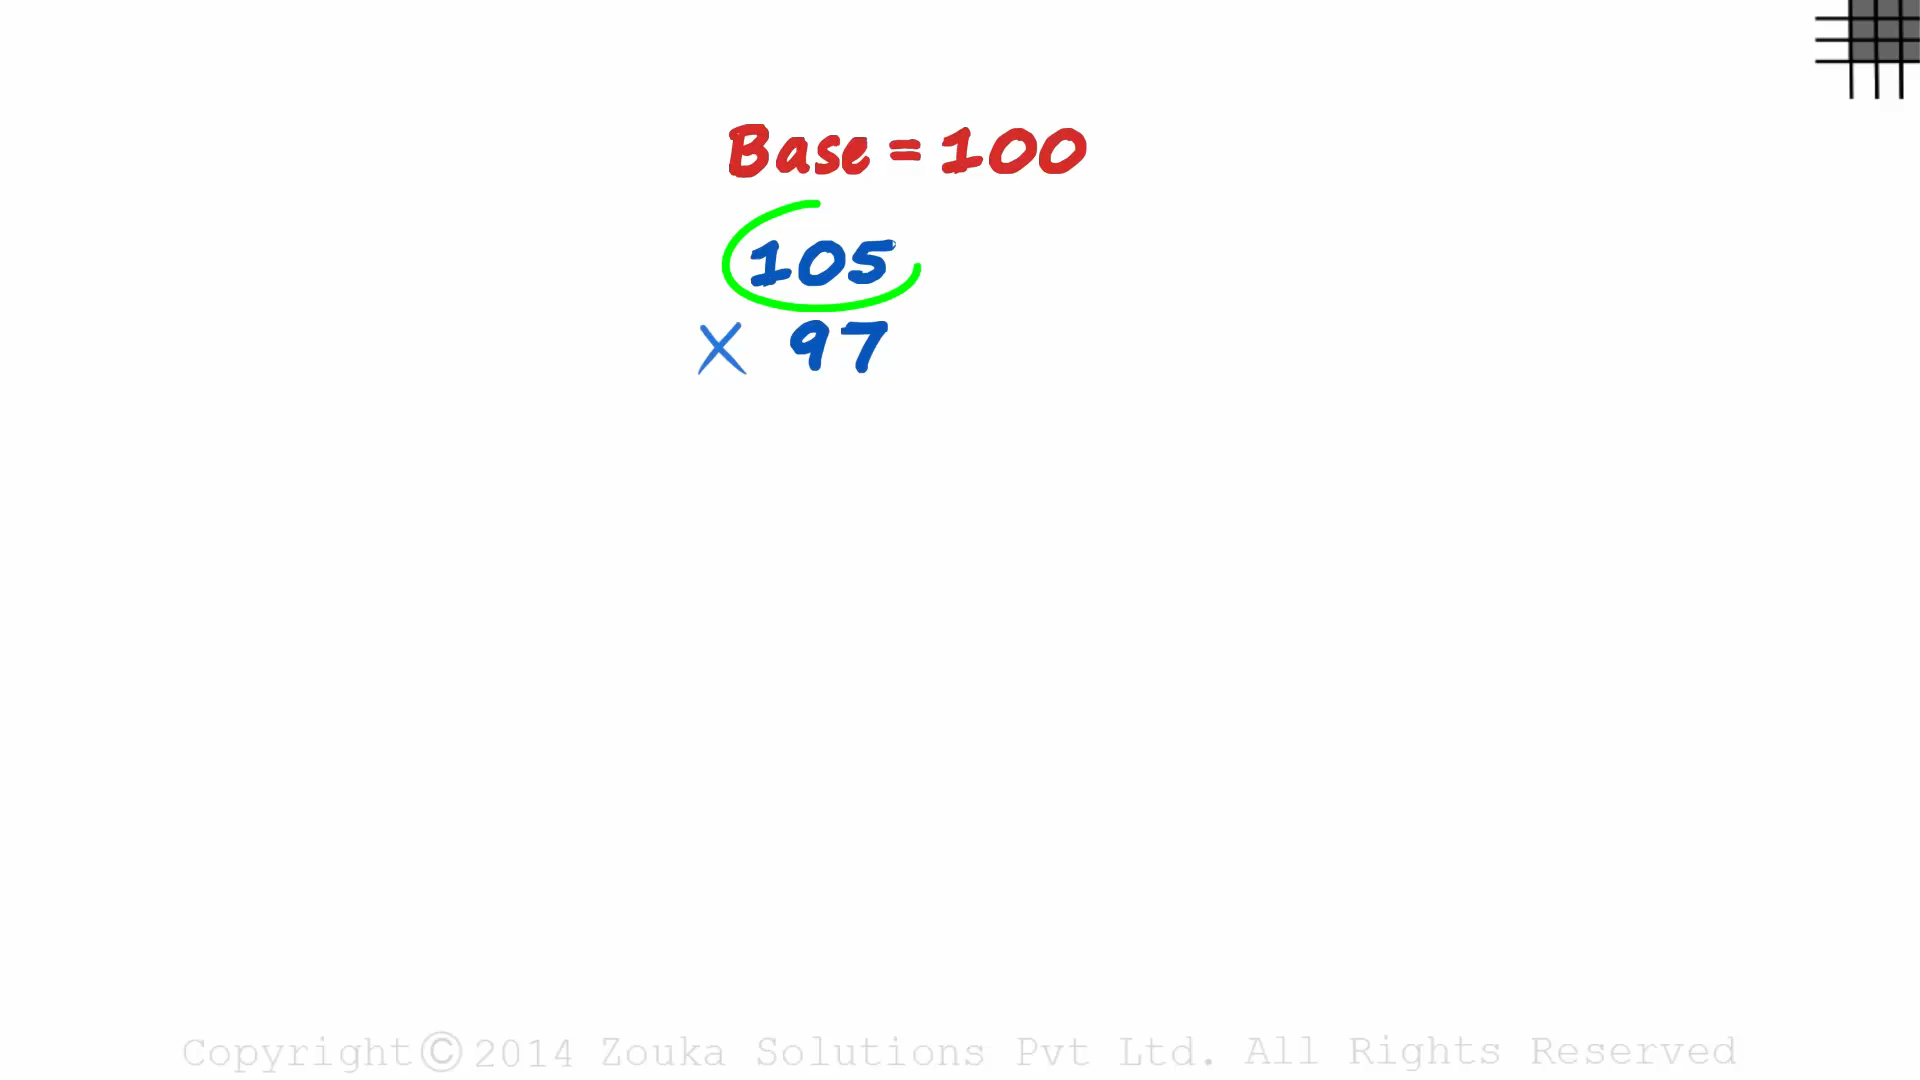 Base = 100
105
X 97
Copyright©2014 Zouka Solutions Pvt Ltd. All Rights Reserved